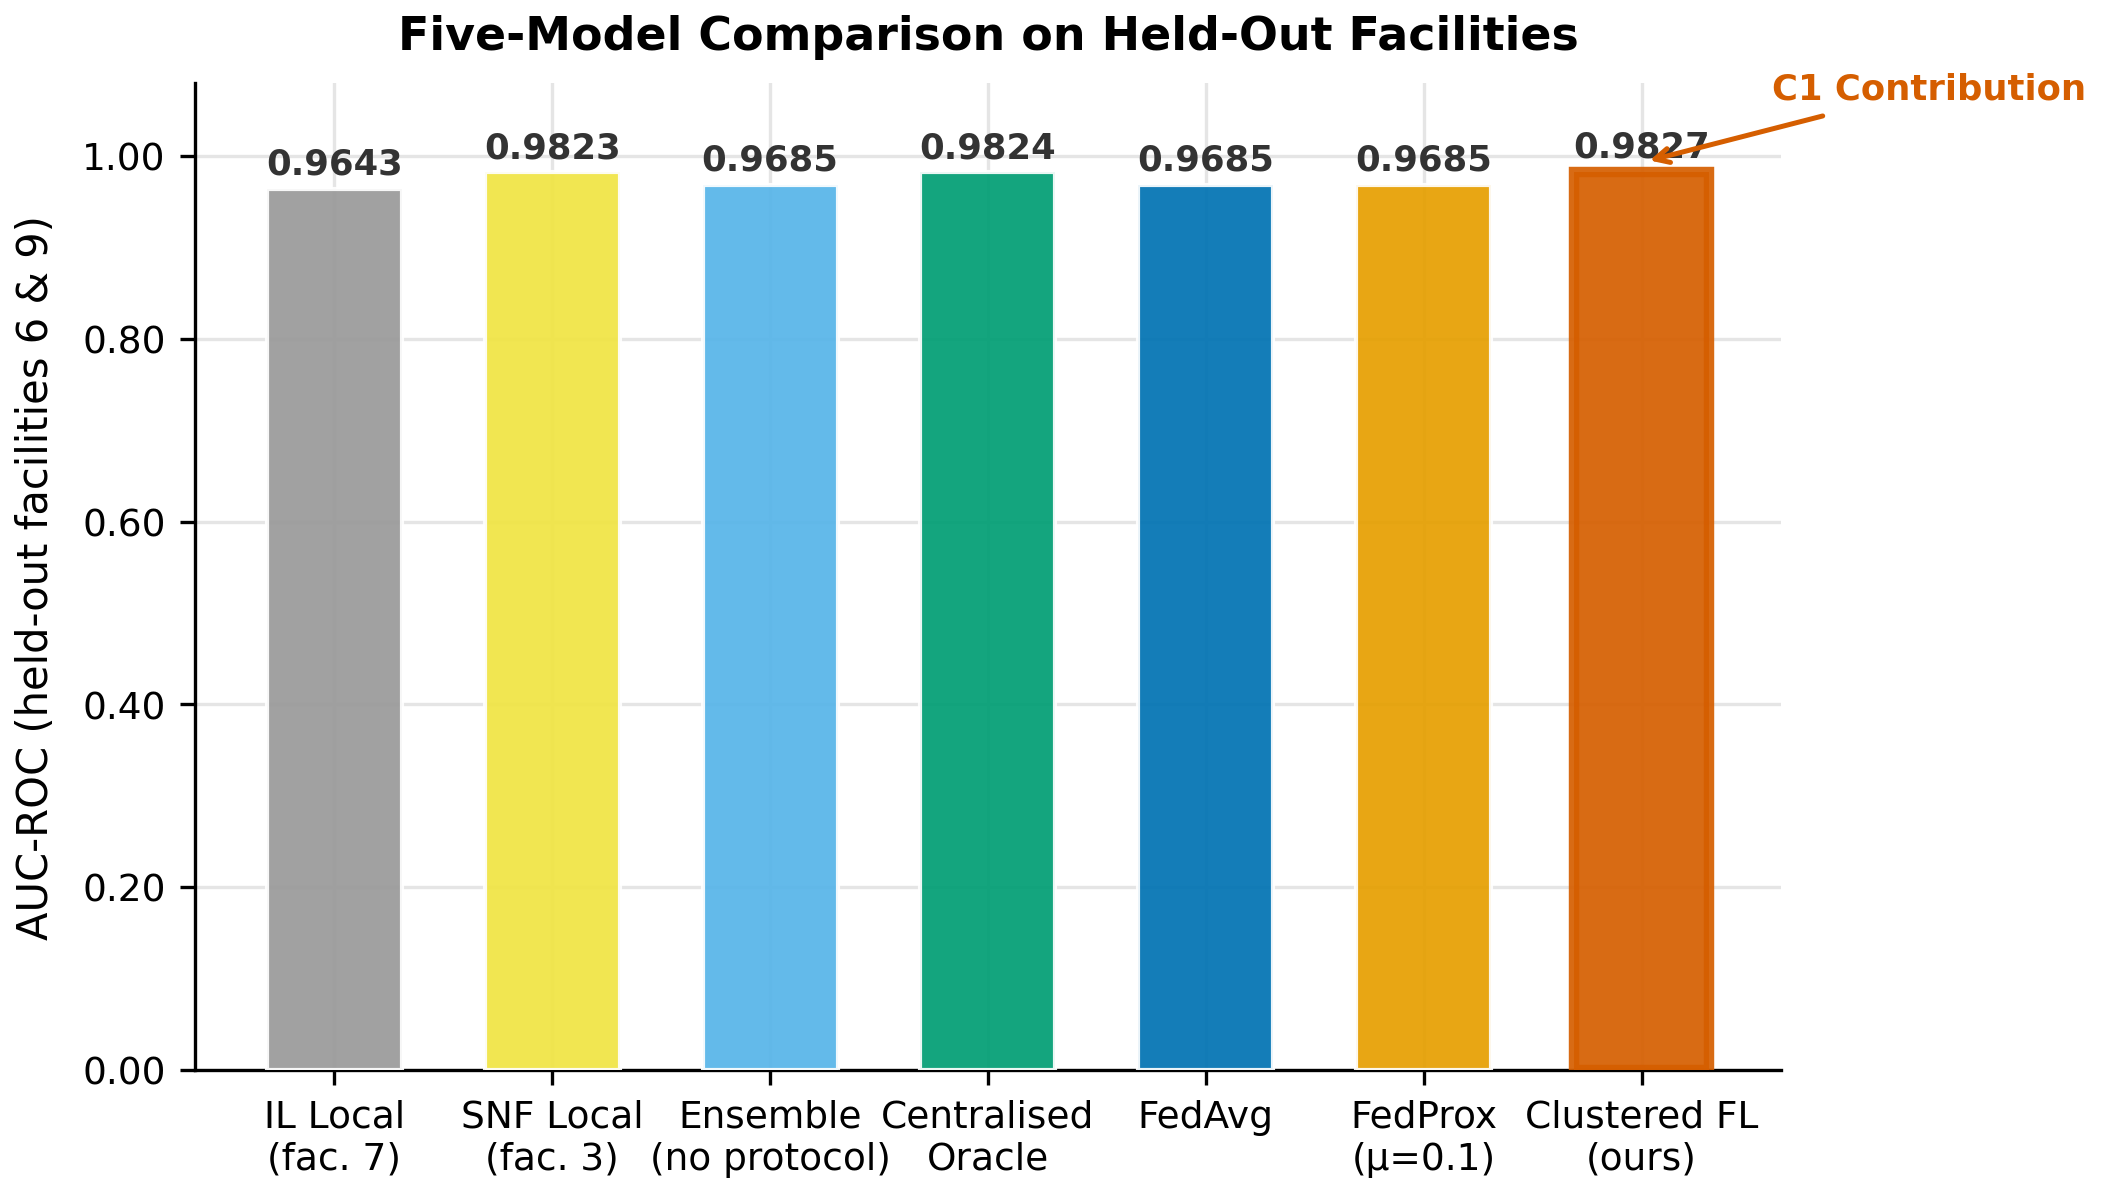 Five-Model Comparison on Held-Out Facilities
C1 Contribution
0.9643
0.9823
0.9685
0.9824
0.9685
0.9685
0.9827
AUC-ROC (held-out facilities 6 & 9)
1.00
0.80
0.60
0.40
0.20
0.00
IL Local
(fac. 7)
SNF Local
(fac. 3)
Ensemble
(no protocol)
Centralised
Oracle
FedAvg
FedProx
(μ=0.1)
Clustered FL
(ours)